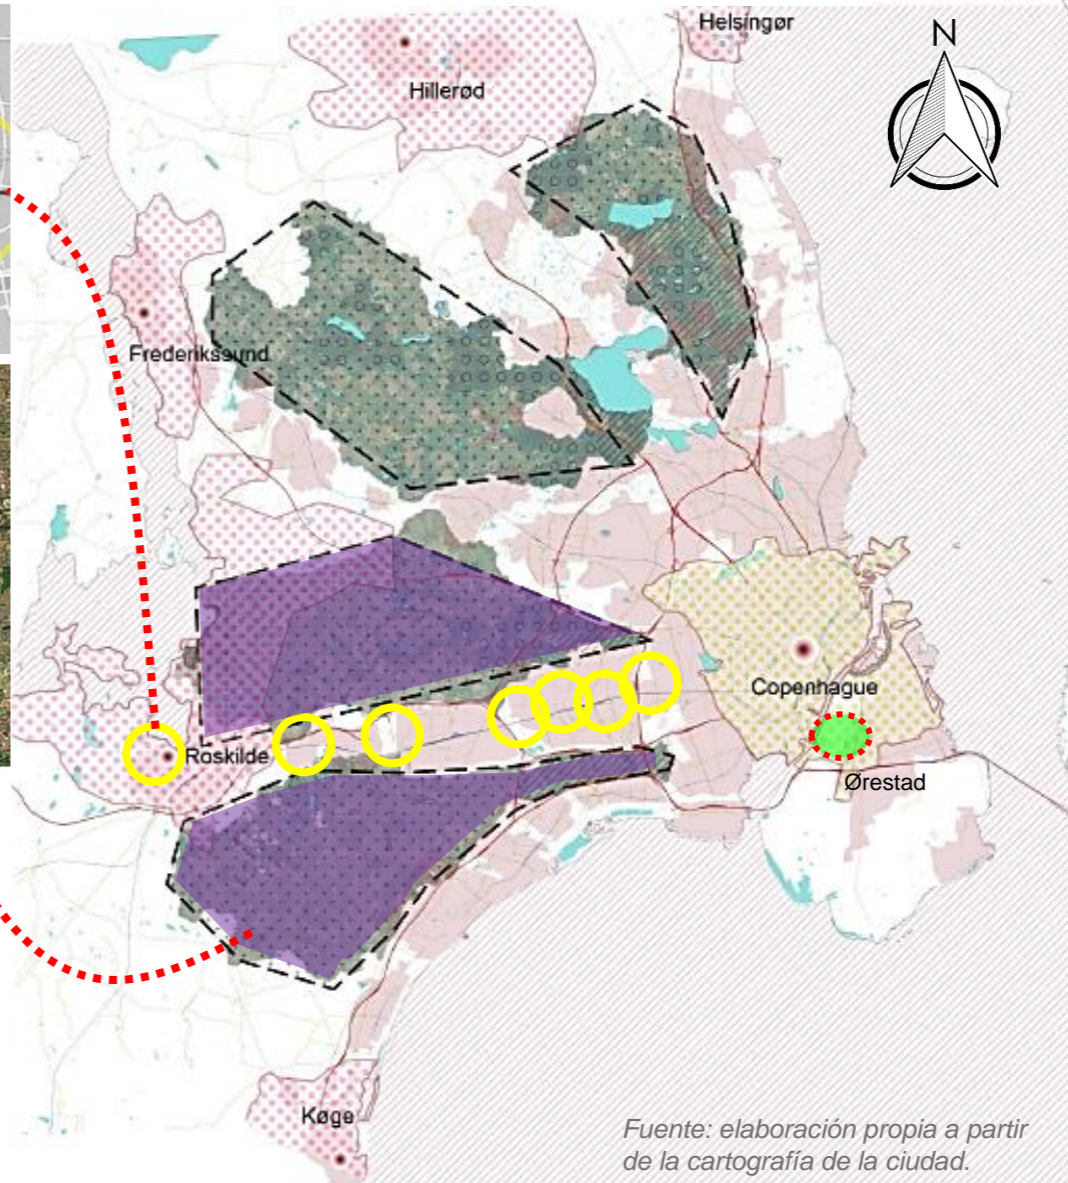 Helsingør
N
Hillerød
Frederikssund
Copenhague
Roskilde
Ørestad
Køge
Fuente: elaboración propia a partir
de la cartografía de la ciudad.